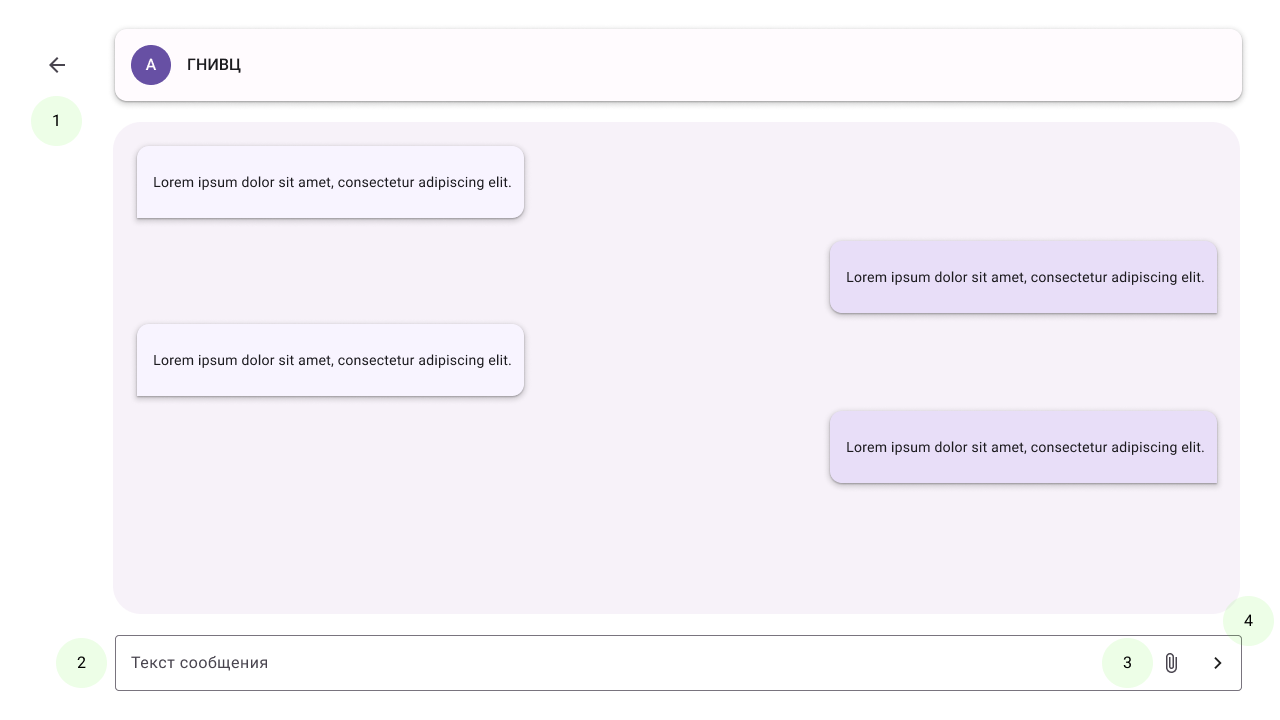 А
ГНИВЦ
1
Lorem ipsum dolor sit amet, consectetur adipiscing elit.
Lorem ipsum dolor sit amet, consectetur adipiscing elit.
Lorem ipsum dolor sit amet, consectetur adipiscing elit.
Lorem ipsum dolor sit amet, consectetur adipiscing elit.
4
2
Текст сообщения
3